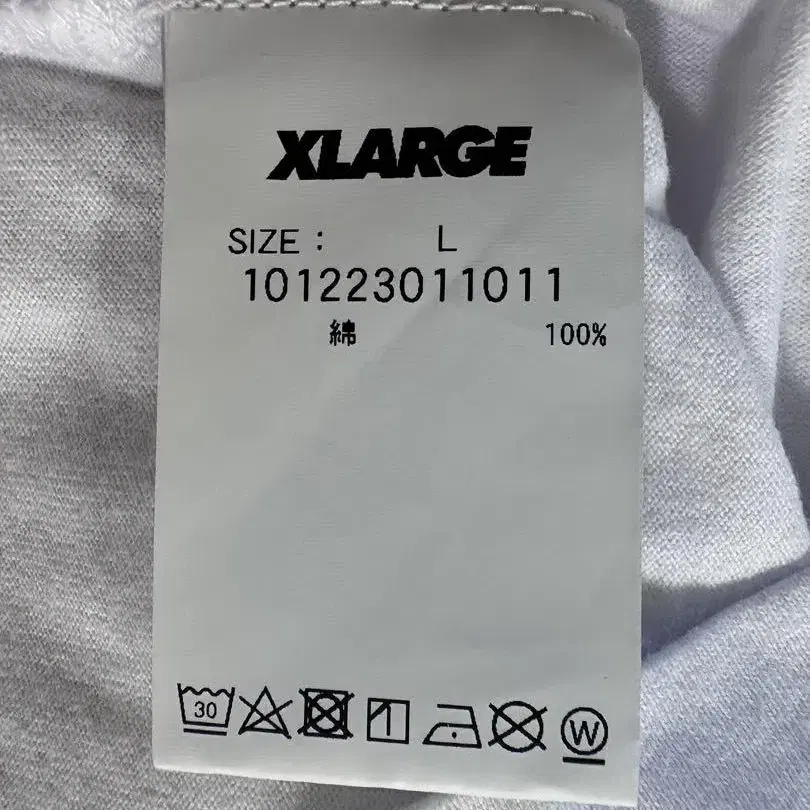 XLARGE
SIZE : L
101223011011
綿 100%
30 W